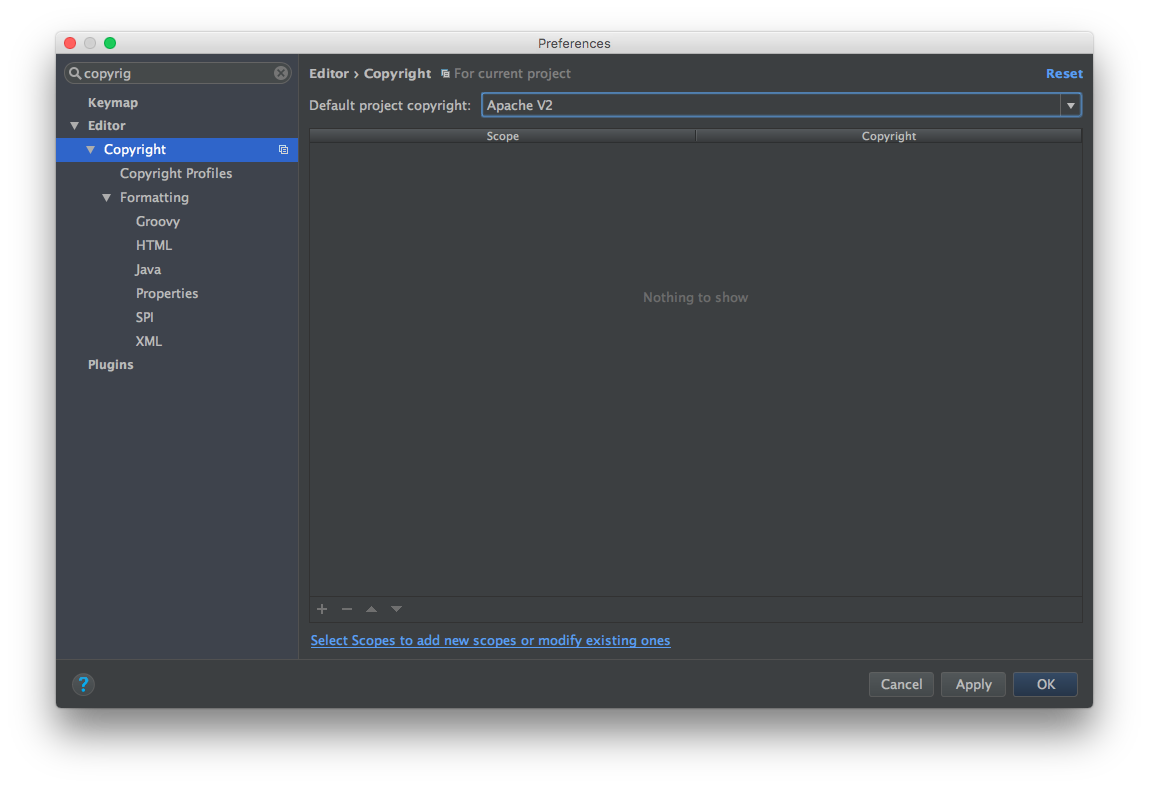 Preferences
copyrig
Keymap
Editor
Copyright
Copyright Profiles
Formatting
Groovy
HTML
Java
Properties
SPI
XML
Plugins
Editor › Copyright For current project Reset
Default project copyright: Apache V2
Scope Copyright
Nothing to show
Select Scopes to add new scopes or modify existing ones
? Cancel Apply OK